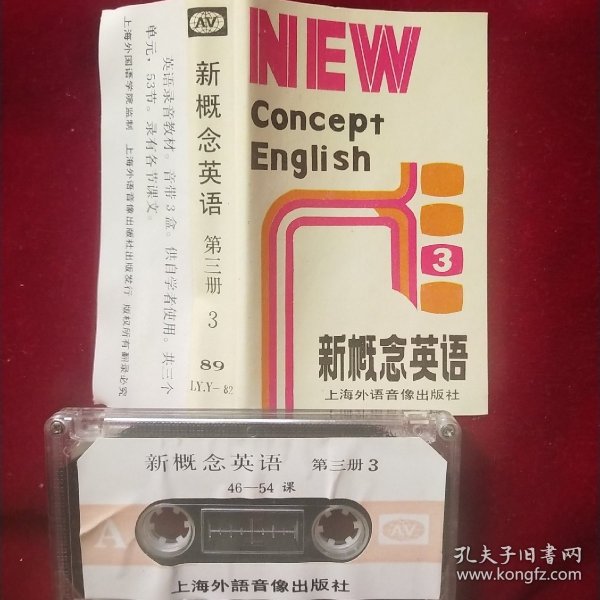 英语录音教材。音带3盒。供自学者使用。共三个
单元，53节。录有各节课文。
上海外国语学院监制 上海外语音像出版社出版发行 版权所有翻录必究
AV
新概念英语 第三册 3
89
LY.Y-82
NEW
Concept
English
3
新概念英语
上海外语音像出版社
新概念英语 第三册 3
46—54 课
A
AV
上海外語音像出版社
孔夫子旧書网
www.kongfz.com